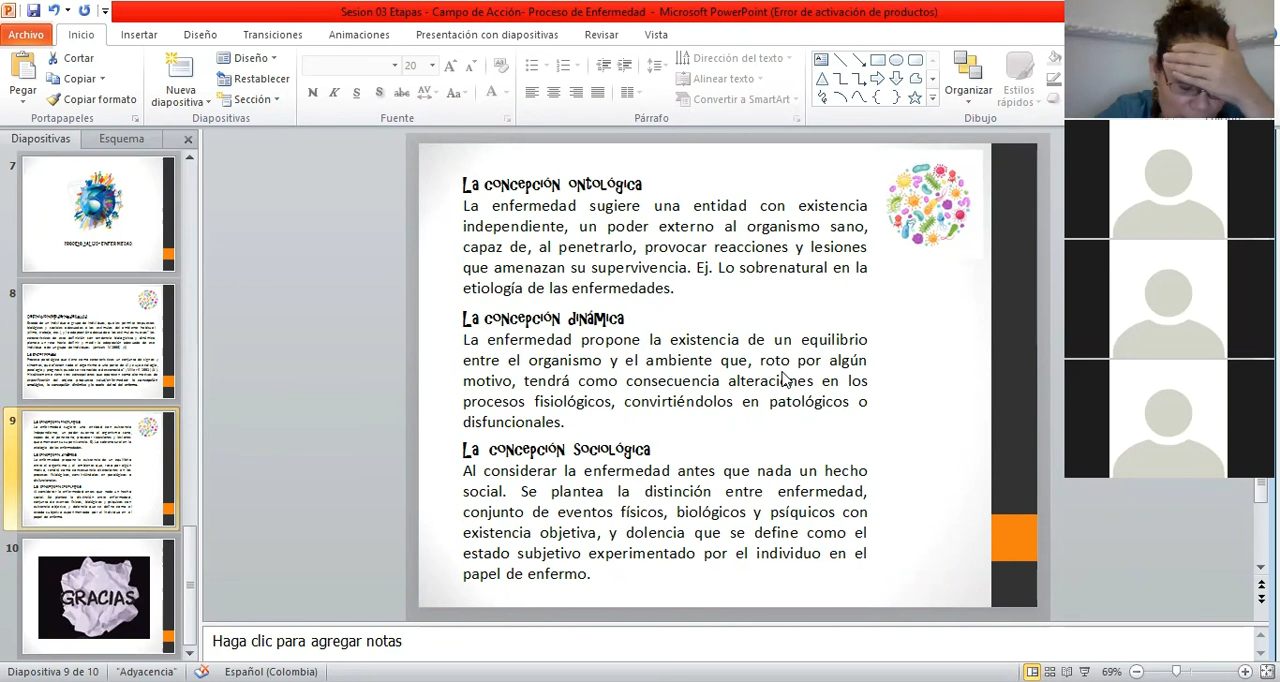 Sesion 03 Etapas - Campo de Acción- Proceso de Enfermedad - Microsoft PowerPoint (Error de activación de productos)
Archivo Inicio Insertar Diseño Transiciones Animaciones Presentación con diapositivas Revisar Vista
Pegar
Cortar
Copiar
Copiar formato
Portapapeles
Nueva diapositiva
Diseño
Restablecer
Sección
Diapositivas
20
N K S S abc AV Aa A
Fuente
Dirección del texto
Alinear texto
Convertir a SmartArt
Párrafo
Organizar
Estilos rápidos
Dibujo
Diapositivas Esquema
7
8
9
10
GRACIAS
La concepción ontológica
La enfermedad sugiere una entidad con existencia
independiente, un poder externo al organismo sano,
capaz de, al penetrarlo, provocar reacciones y lesiones
que amenazan su supervivencia. Ej. Lo sobrenatural en la
etiología de las enfermedades.
La concepción dinámica
La enfermedad propone la existencia de un equilibrio
entre el organismo y el ambiente que, roto por algún
motivo, tendrá como consecuencia alteraciones en los
procesos fisiológicos, convirtiéndolos en patológicos o
disfuncionales.
La concepción Sociológica
Al considerar la enfermedad antes que nada un hecho
social. Se plantea la distinción entre enfermedad,
conjunto de eventos físicos, biológicos y psíquicos con
existencia objetiva, y dolencia que se define como el
estado subjetivo experimentado por el individuo en el
papel de enfermo.
Haga clic para agregar notas
Diapositiva 9 de 10 "Adyacencia" Español (Colombia) 69%